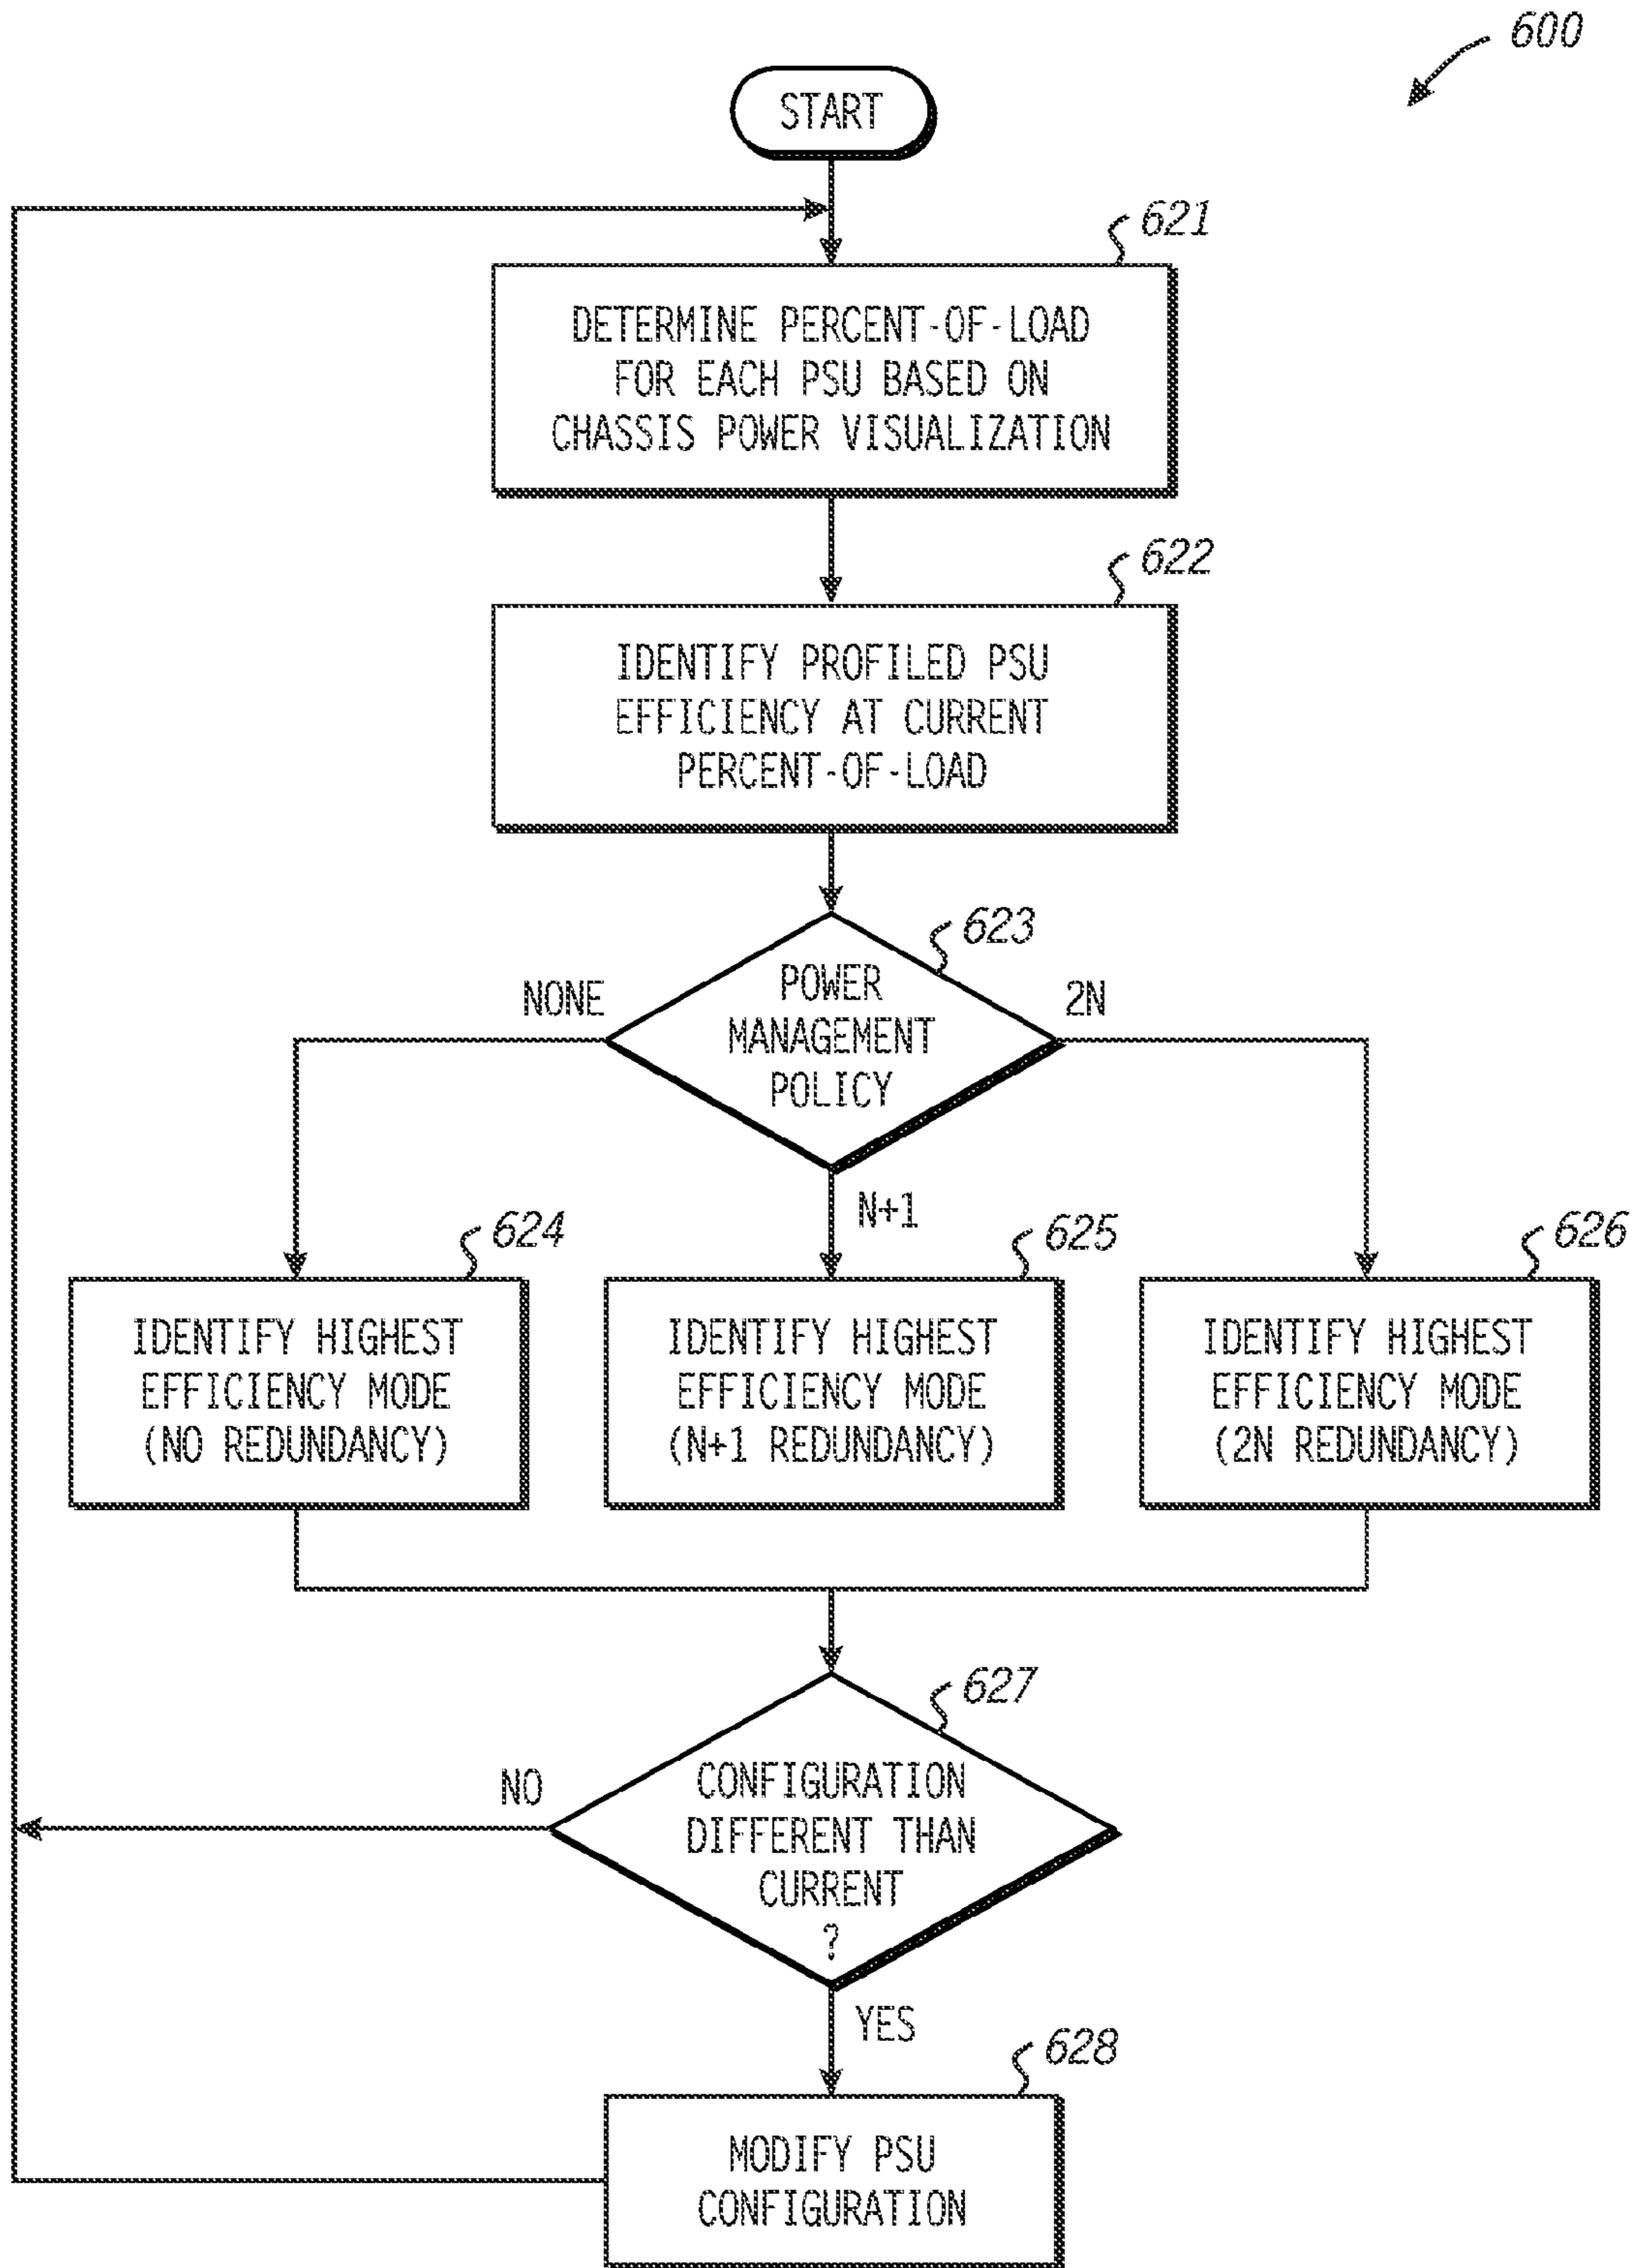 600
START
621
DETERMINE PERCENT-OF-LOAD
FOR EACH PSU BASED ON
CHASSIS POWER VISUALIZATION
622
IDENTIFY PROFILED PSU
EFFICIENCY AT CURRENT
PERCENT-OF-LOAD
623
POWER
MANAGEMENT
POLICY
NONE
2N
N+1
624
IDENTIFY HIGHEST
EFFICIENCY MODE
(NO REDUNDANCY)
625
IDENTIFY HIGHEST
EFFICIENCY MODE
(N+1 REDUNDANCY)
626
IDENTIFY HIGHEST
EFFICIENCY MODE
(2N REDUNDANCY)
627
CONFIGURATION
DIFFERENT THAN
CURRENT
?
NO
YES
628
MODIFY PSU
CONFIGURATION